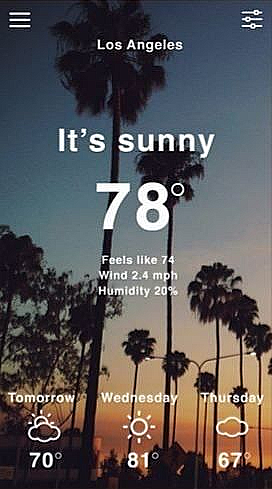 Los Angeles
It's sunny
78°
Feels like 74
Wind 2.4 mph
Humidity 20%
Tomorrow Wednesday Thursday
70° 81° 67°